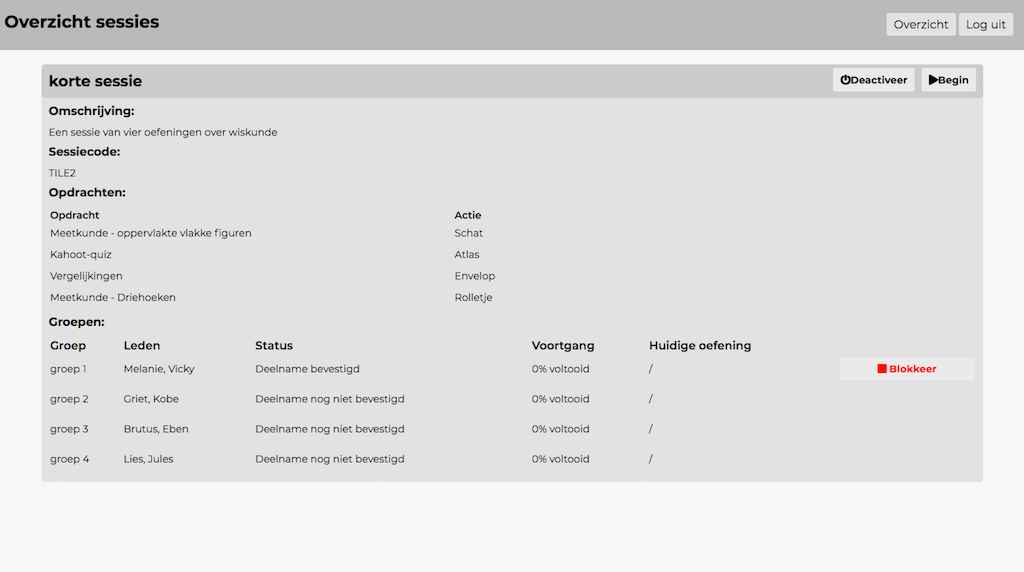 Overzicht sessies
Overzicht Log uit
korte sessie
Deactiveer Begin
Omschrijving:
Een sessie van vier oefeningen over wiskunde
Sessiecode:
TILE2
Opdrachten:
Opdracht Actie
Meetkunde - oppervlakte vlakke figuren Schat
Kahoot-quiz Atlas
Vergelijkingen Envelop
Meetkunde - Driehoeken Rolletje
Groepen:
Groep Leden Status Voortgang Huidige oefening
groep 1 Melanie, Vicky Deelname bevestigd 0% voltooid / Blokkeer
groep 2 Griet, Kobe Deelname nog niet bevestigd 0% voltooid /
groep 3 Brutus, Eben Deelname nog niet bevestigd 0% voltooid /
groep 4 Lies, Jules Deelname nog niet bevestigd 0% voltooid /